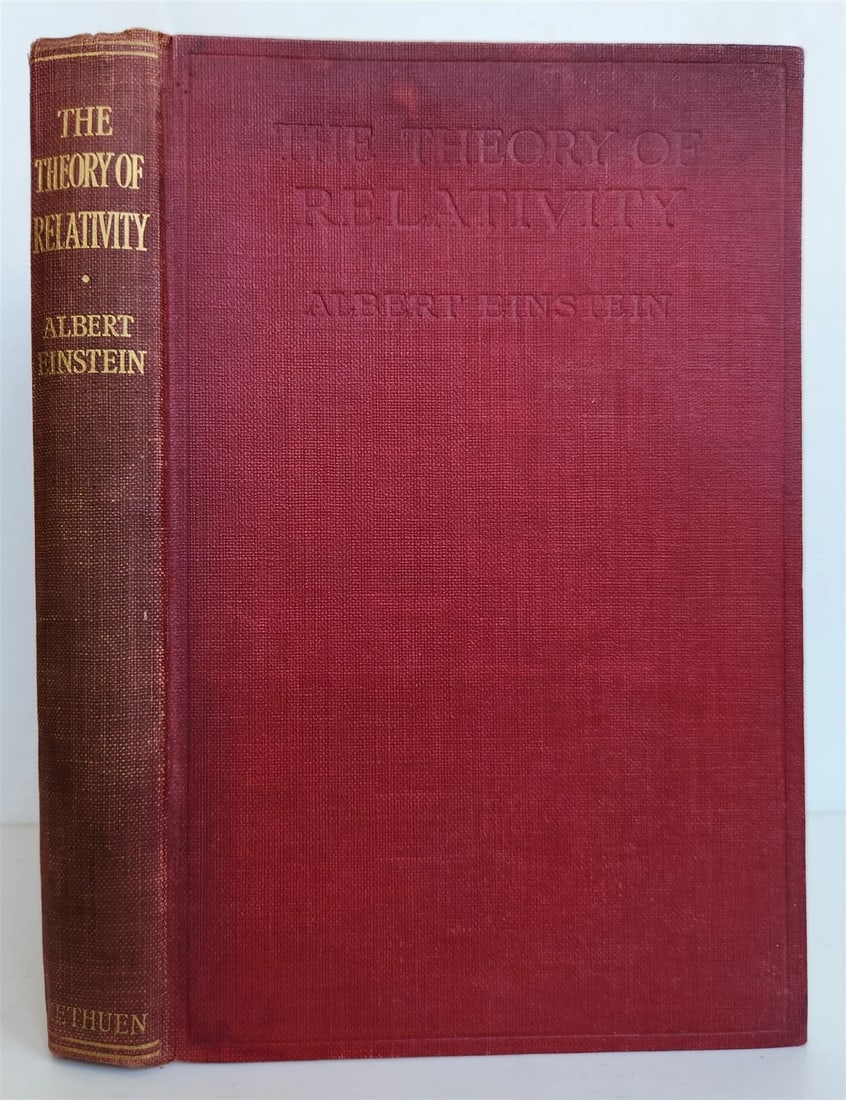 THE
THEORY OF
RELATIVITY
ALBERT
EINSTEIN
METHUEN
THE THEORY OF
RELATIVITY
ALBERT EINSTEIN